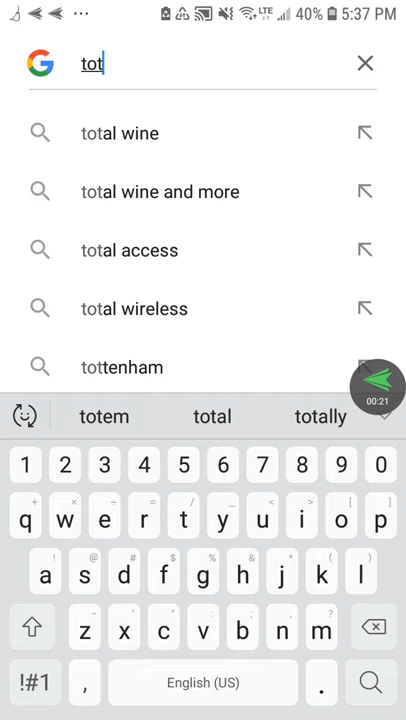 LTE 40% 5:37 PM
tot
total wine
total wine and more
total access
total wireless
tottenham
00:21
totem total totally
1 2 3 4 5 6 7 8 9 0
+ × ÷ = / _ < > [ ]
q w e r t y u i o p
! @ # $ % ^ & * ( )
a s d f g h j k l
- ' " : ; , ?
z x c v b n m
!#1 , English (US) .